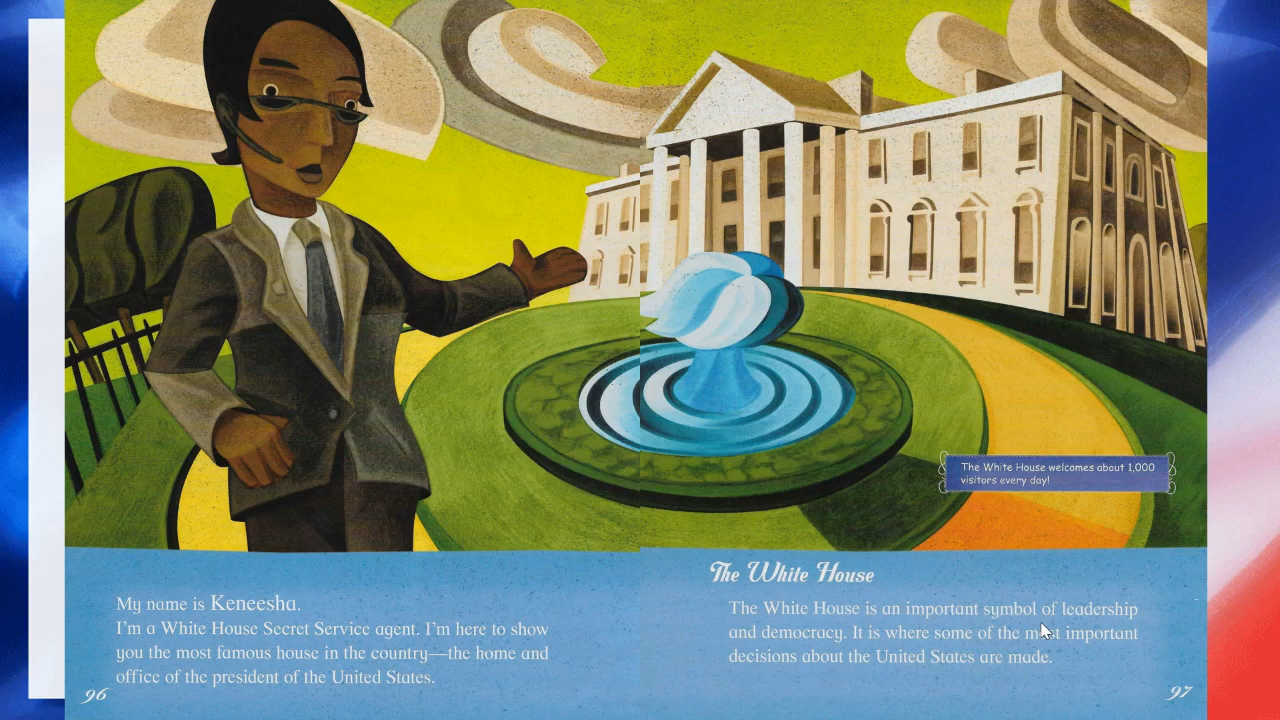 The White House welcomes about 1,000
visitors every day!
My name is Keneesha.
I'm a White House Secret Service agent. I'm here to show
you the most famous house in the country—the home and
office of the president of the United States.
96
The White House
The White House is an important symbol of leadership
and democracy. It is where some of the most important
decisions about the United States are made.
97